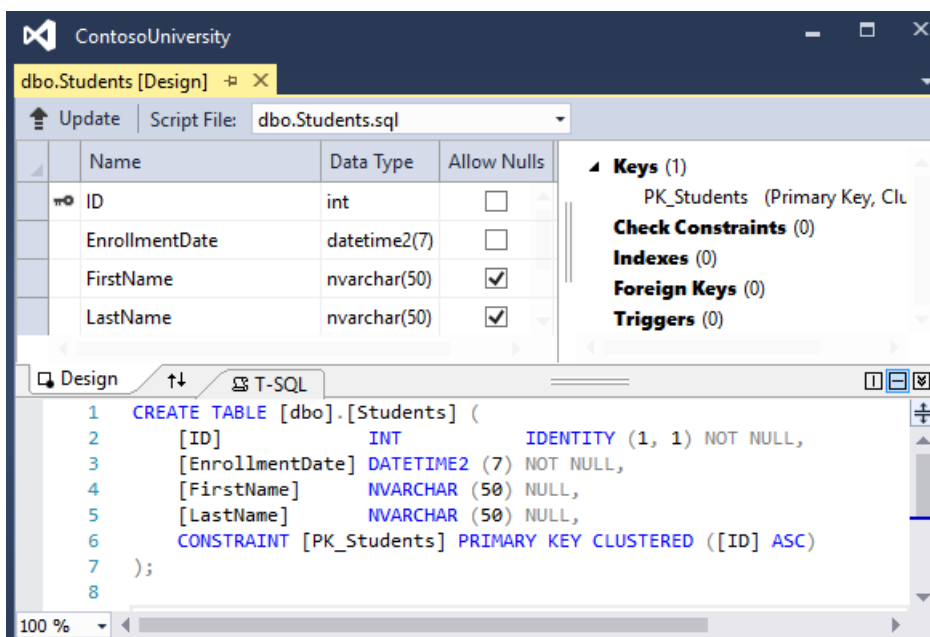 ContosoUniversity
dbo.Students [Design]
Update Script File: dbo.Students.sql
Name Data Type Allow Nulls
ID int
EnrollmentDate datetime2(7)
FirstName nvarchar(50)
LastName nvarchar(50)
Keys (1)
PK_Students (Primary Key, Clu
Check Constraints (0)
Indexes (0)
Foreign Keys (0)
Triggers (0)
Design T-SQL
1 CREATE TABLE [dbo].[Students] (
2 [ID] INT IDENTITY (1, 1) NOT NULL,
3 [EnrollmentDate] DATETIME2 (7) NOT NULL,
4 [FirstName] NVARCHAR (50) NULL,
5 [LastName] NVARCHAR (50) NULL,
6 CONSTRAINT [PK_Students] PRIMARY KEY CLUSTERED ([ID] ASC)
7 );
8
100 %